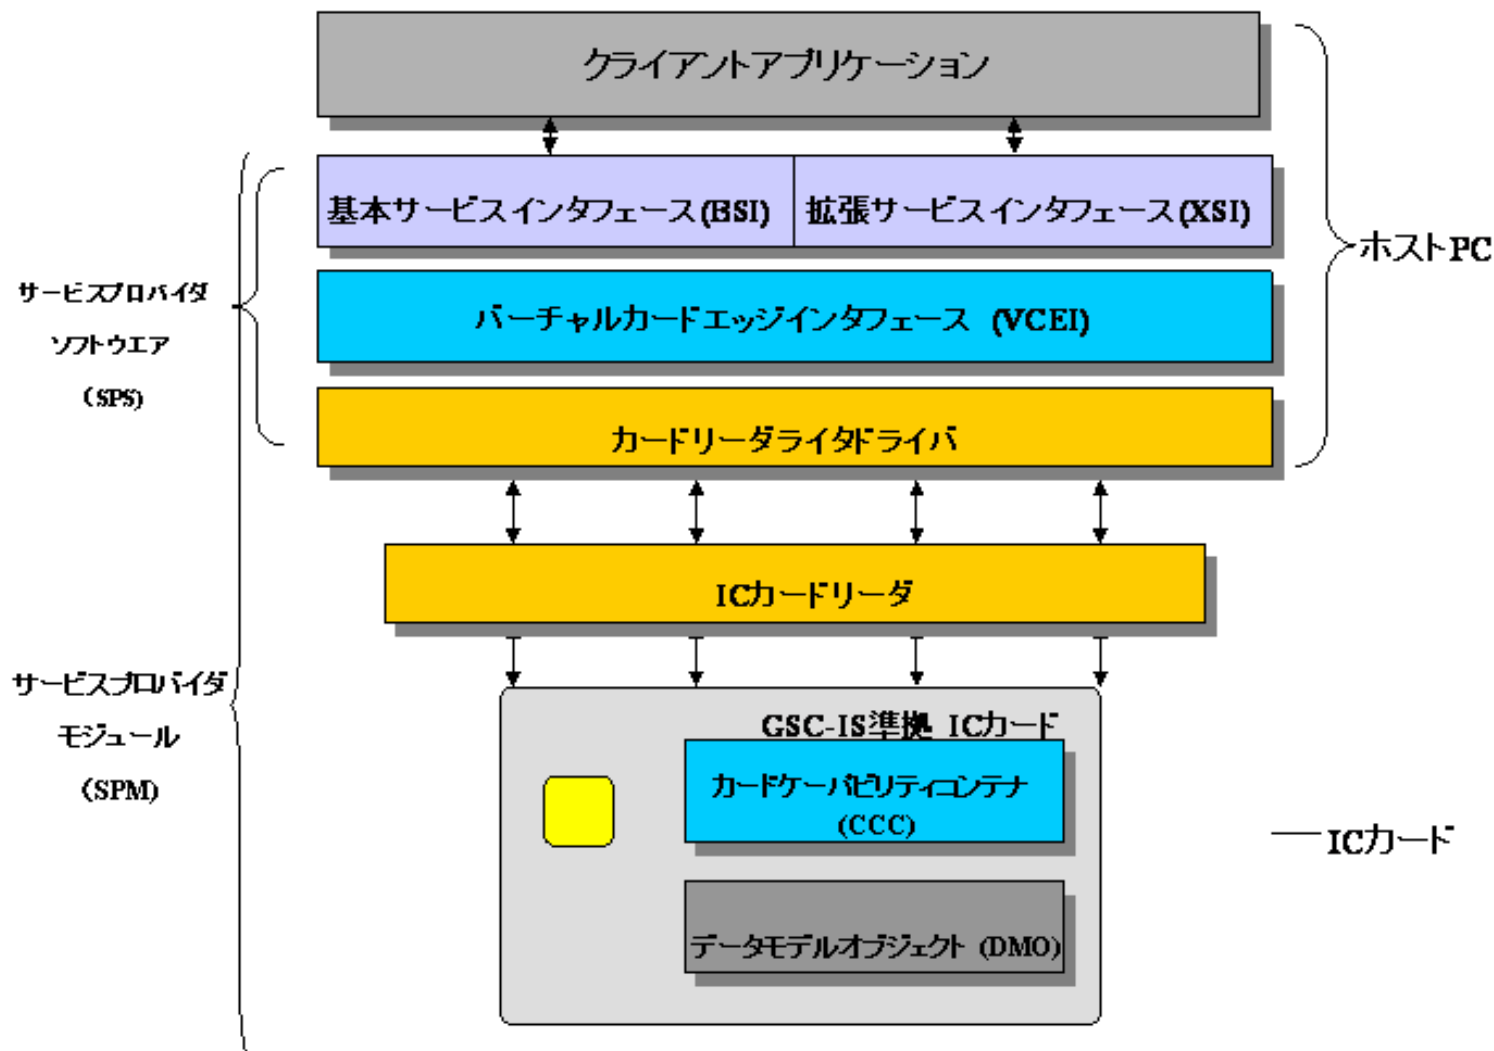 クライアントアプリケーション
基本サービスインタフェース(BSI)
拡張サービスインタフェース(XSI)
ホストPC
サービスプロバイダ
ソフトウエア
(SPS)
バーチャルカードエッジインタフェース (VCEI)
カードリーダライタドライバ
ICカードリーダ
サービスプロバイダ
モジュール
(SPM)
GSC-IS準拠 ICカード
カードケーパビリティコンテナ
(CCC)
ICカード
データモデルオブジェクト (DMO)